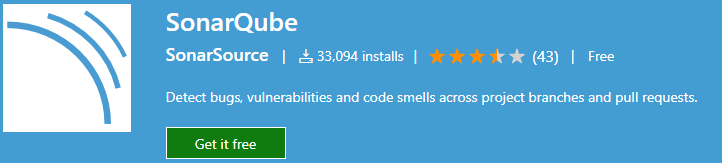 SonarQube
SonarSource | 33,094 installs | (43) | Free
Detect bugs, vulnerabilities and code smells across project branches and pull requests.
Get it free